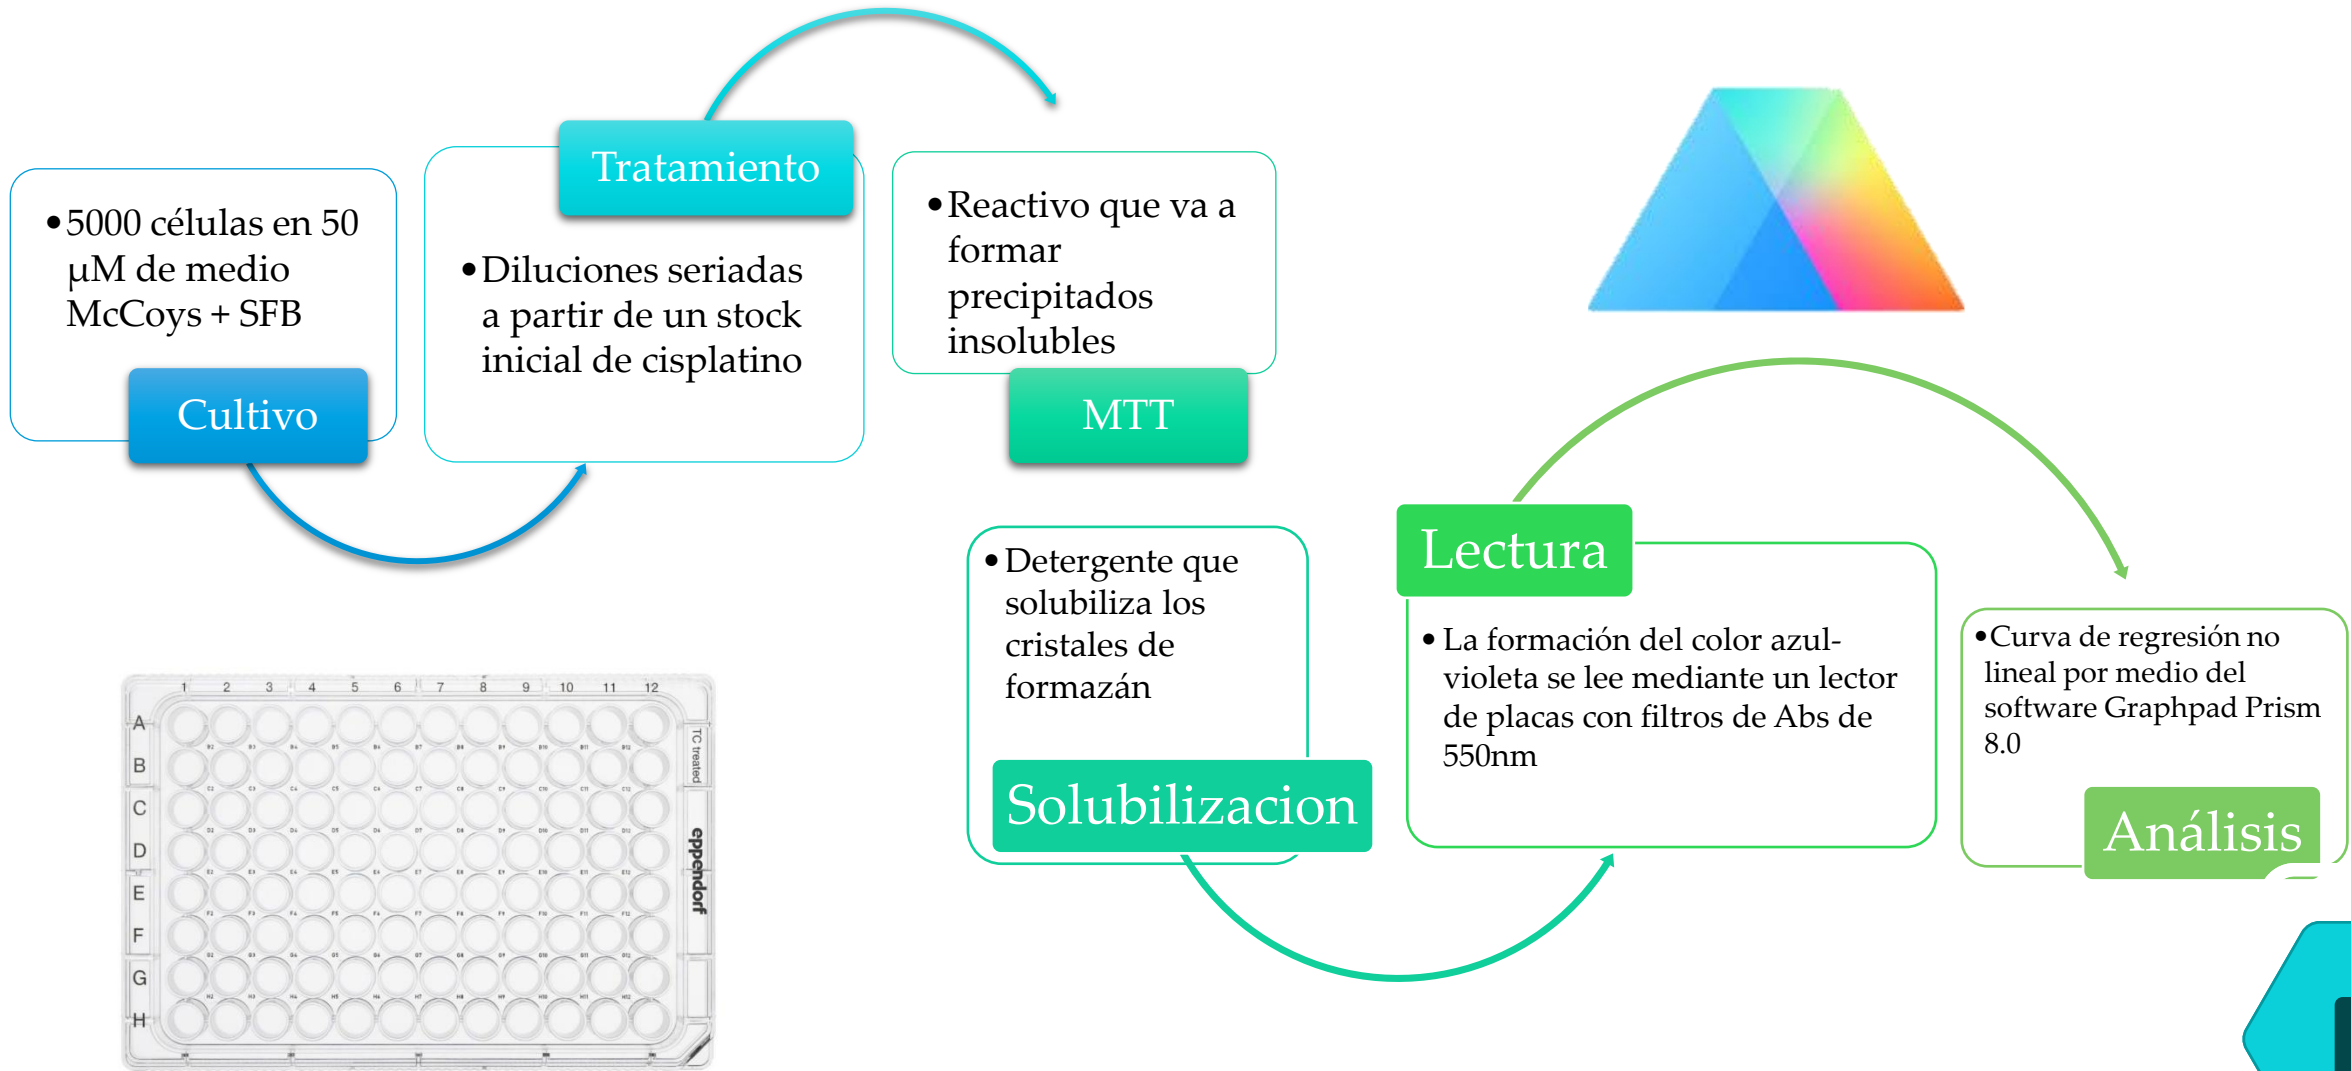 •5000 células en 50
µM de medio
McCoys + SFB
Cultivo
Tratamiento
•Diluciones seriadas
a partir de un stock
inicial de cisplatino
•Reactivo que va a
formar
precipitados
insolubles
MTT
•Detergente que
solubiliza los
cristales de
formazán
Solubilizacion
Lectura
•La formación del color azul-
violeta se lee mediante un lector
de placas con filtros de Abs de
550nm
•Curva de regresión no
lineal por medio del
software Graphpad Prism
8.0
Análisis
1 2 3 4 5 6 7 8 9 10 11 12
A
B
C
D
E
F
G
H
TC treated
eppendorf